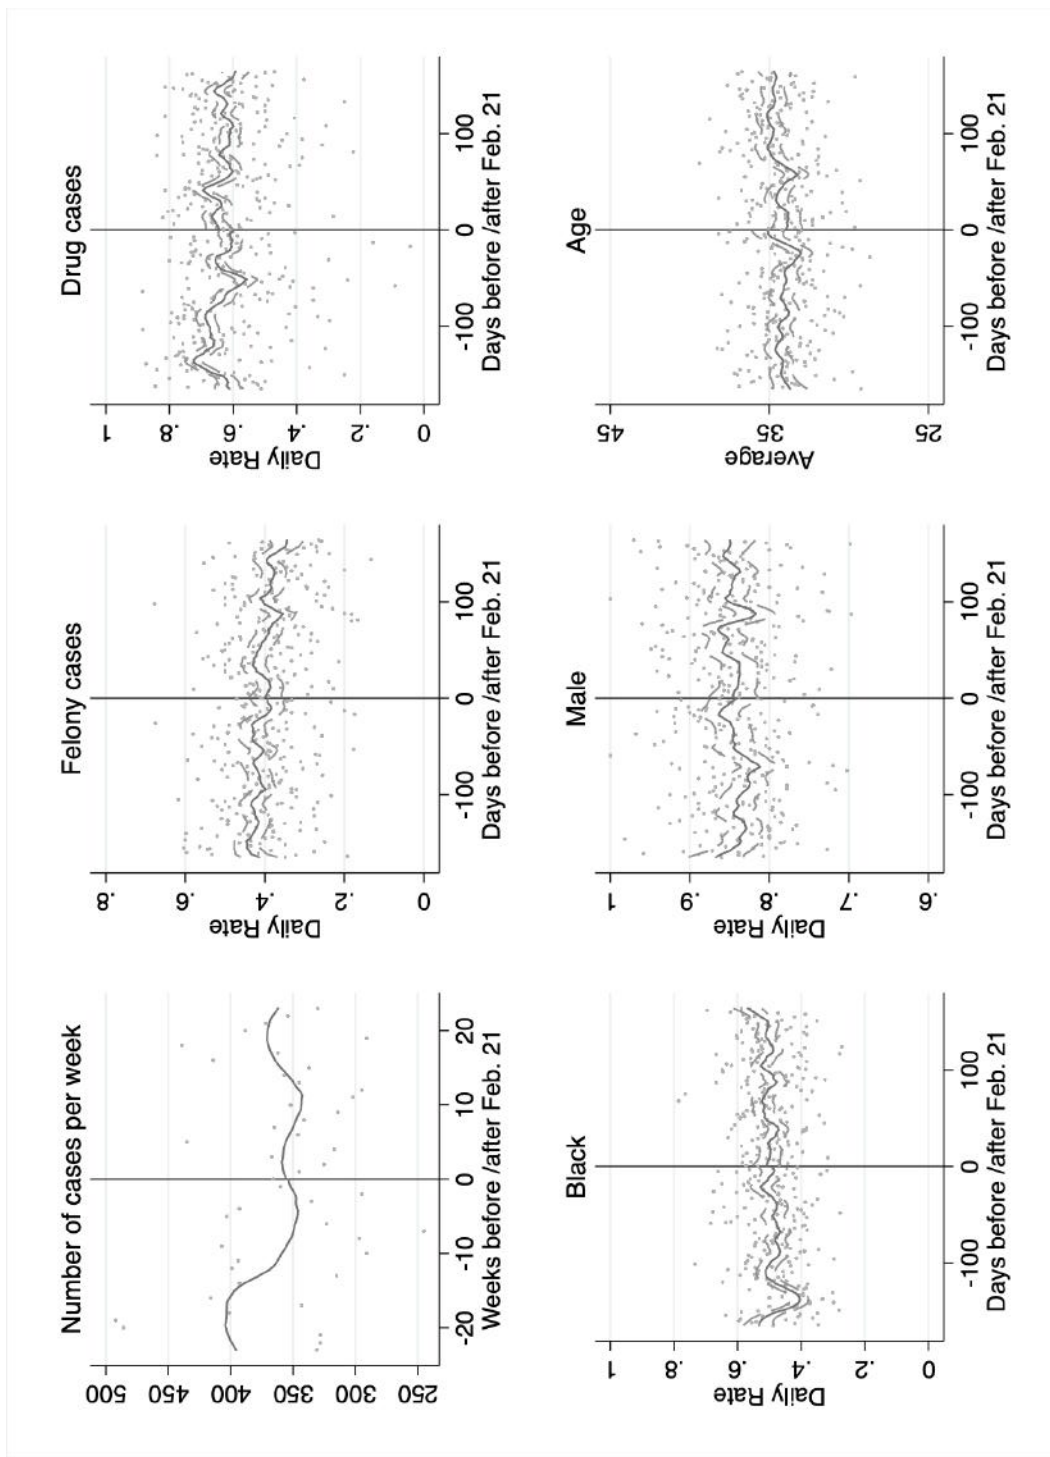 Number of cases per week
500
450
400
350
300
250
-20 -10 0 10 20
Weeks before /after Feb. 21
Felony cases
Daily Rate
.8
.6
.4
.2
0
-100 0 100
Days before /after Feb. 21
Drug cases
Daily Rate
1
.8
.6
.4
.2
0
-100 0 100
Days before /after Feb. 21
Black
Daily Rate
1
.8
.6
.4
.2
0
-100 0 100
Days before /after Feb. 21
Male
Daily Rate
1
.9
.8
.7
.6
-100 0 100
Days before /after Feb. 21
Age
Average
45
35
25
-100 0 100
Days before /after Feb. 21